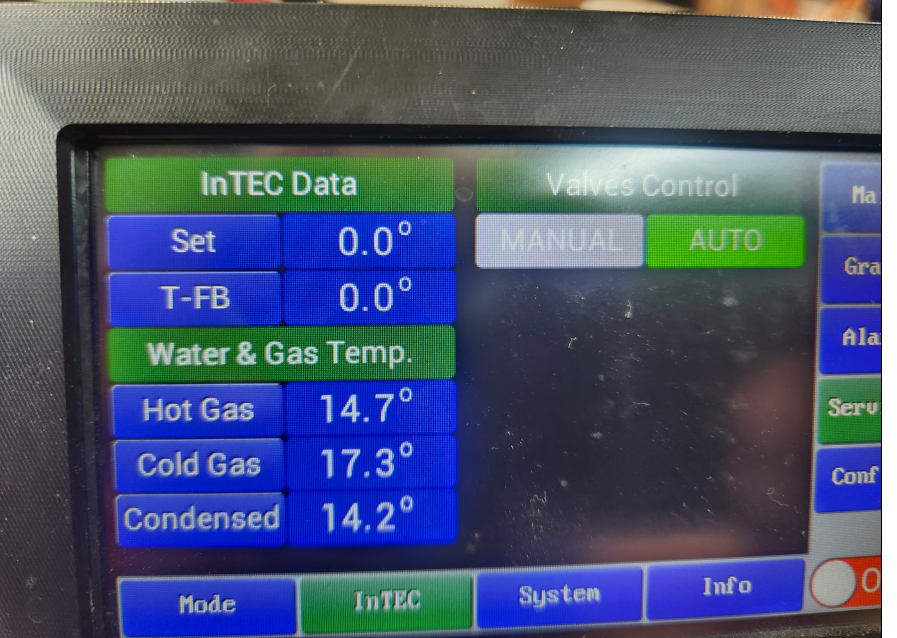 InTEC Data
Valves Control
Set 0.0°
MANUAL AUTO
T-FB 0.0°
Water & Gas Temp.
Hot Gas 14.7°
Cold Gas 17.3°
Condensed 14.2°
Ma
Gra
Ala
Serv
Conf
Mode InTEC System Info